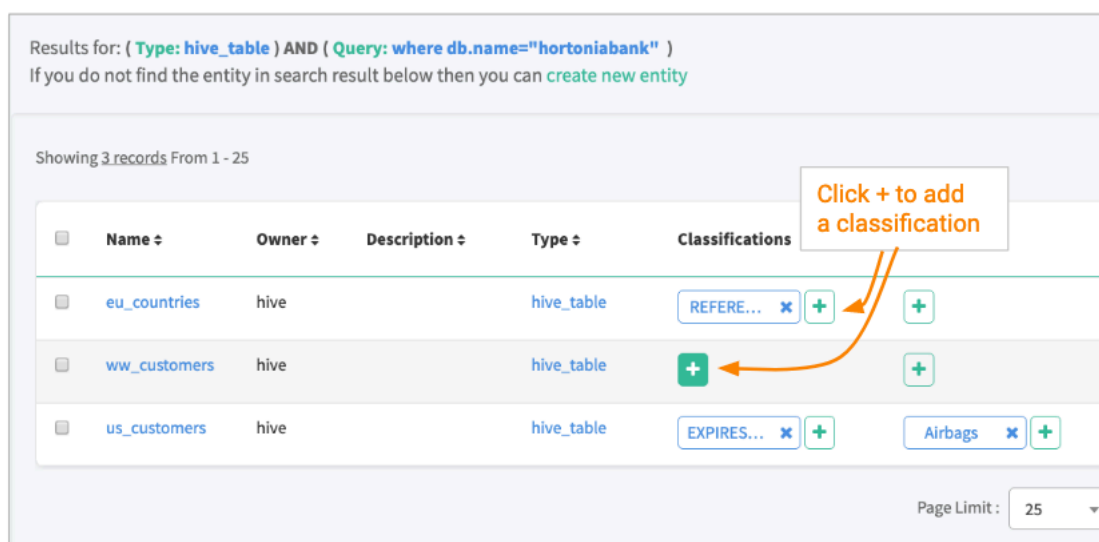 Results for: ( Type: hive_table ) AND ( Query: where db.name="hortoniabank" )
If you do not find the entity in search result below then you can create new entity
Showing 3 records From 1 - 25
Click + to add
a classification
Name Owner Description Type Classifications
eu_countries hive hive_table REFERE... × + +
ww_customers hive hive_table + +
us_customers hive hive_table EXPIRES... × + Airbags × +
Page Limit : 25